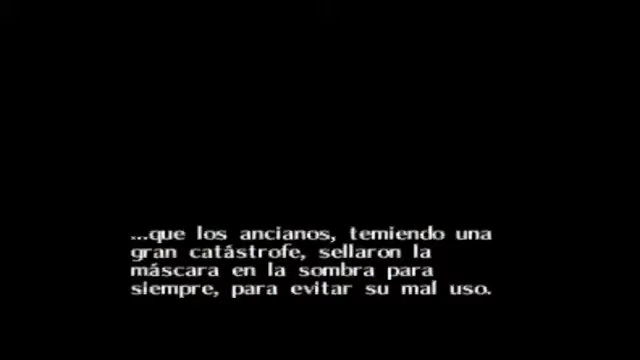 ...que los ancianos, temiendo una
gran catástrofe, sellaron la
máscara en la sombra para
siempre, para evitar su mal uso.